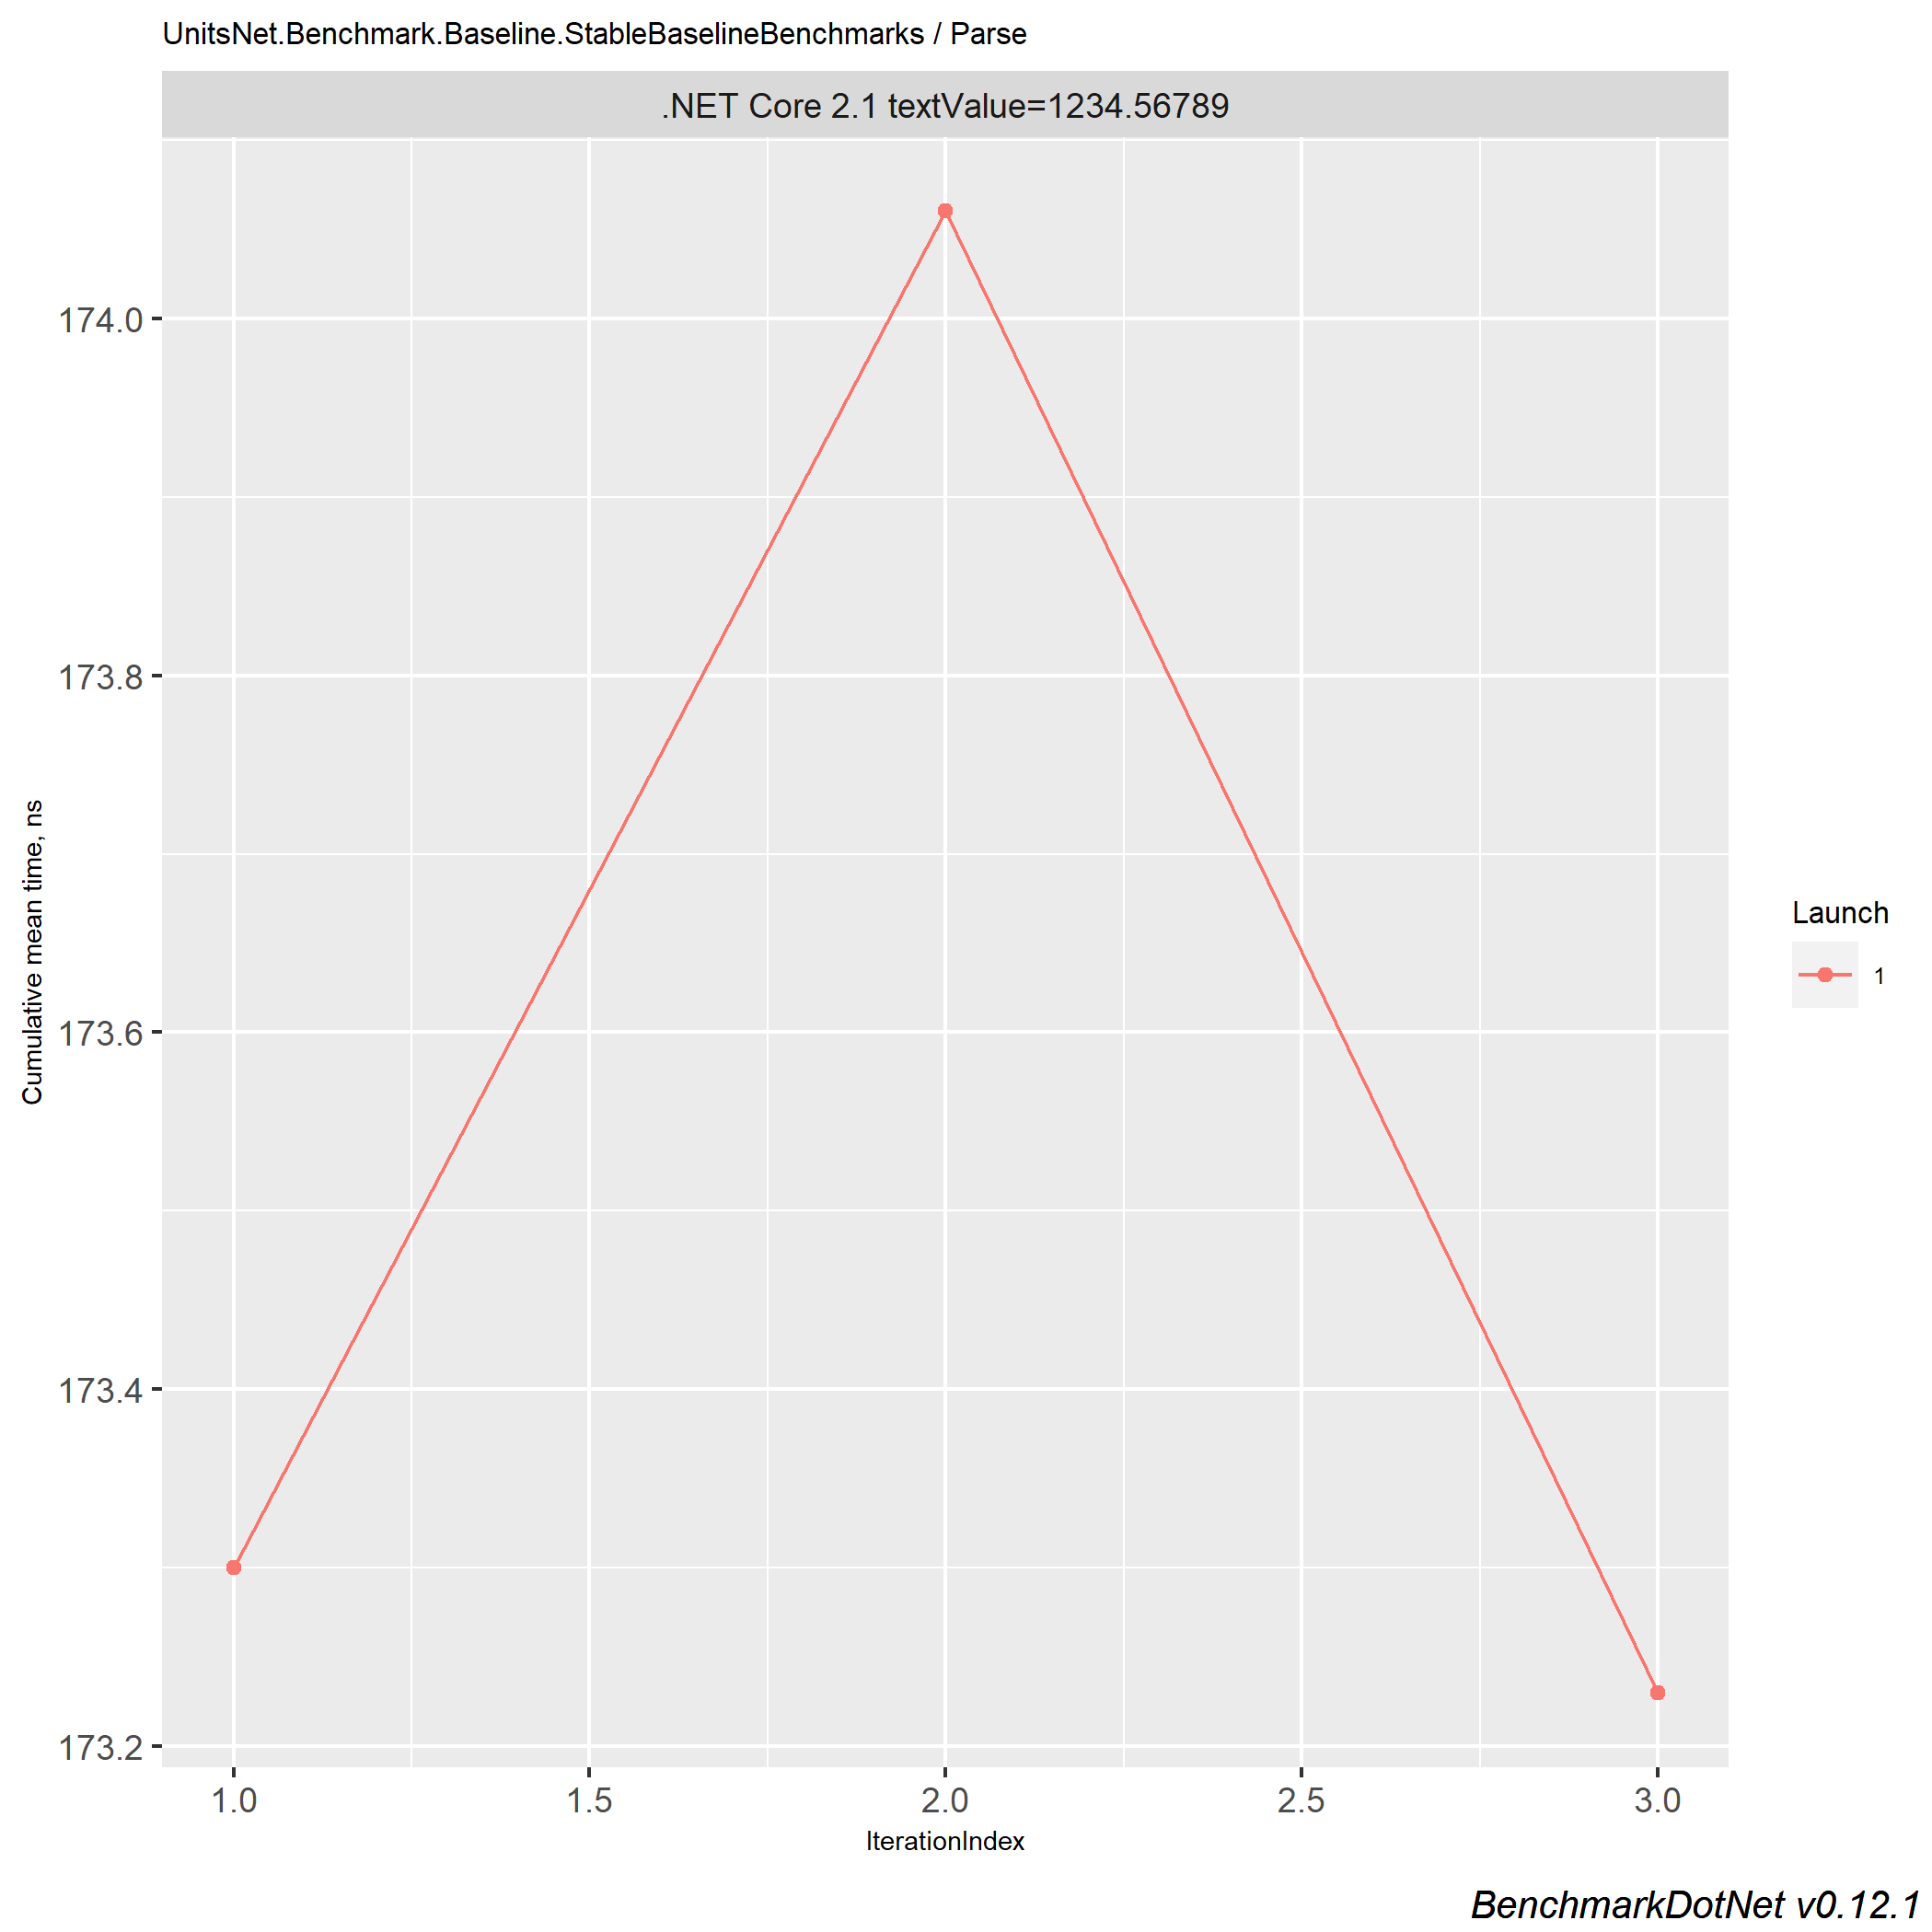 UnitsNet.Benchmark.Baseline.StableBaselineBenchmarks / Parse
.NET Core 2.1 textValue=1234.56789
174.0
173.8
173.6
173.4
173.2
Cumulative mean time, ns
1.0 1.5 2.0 2.5 3.0
IterationIndex
Launch
1
BenchmarkDotNet v0.12.1